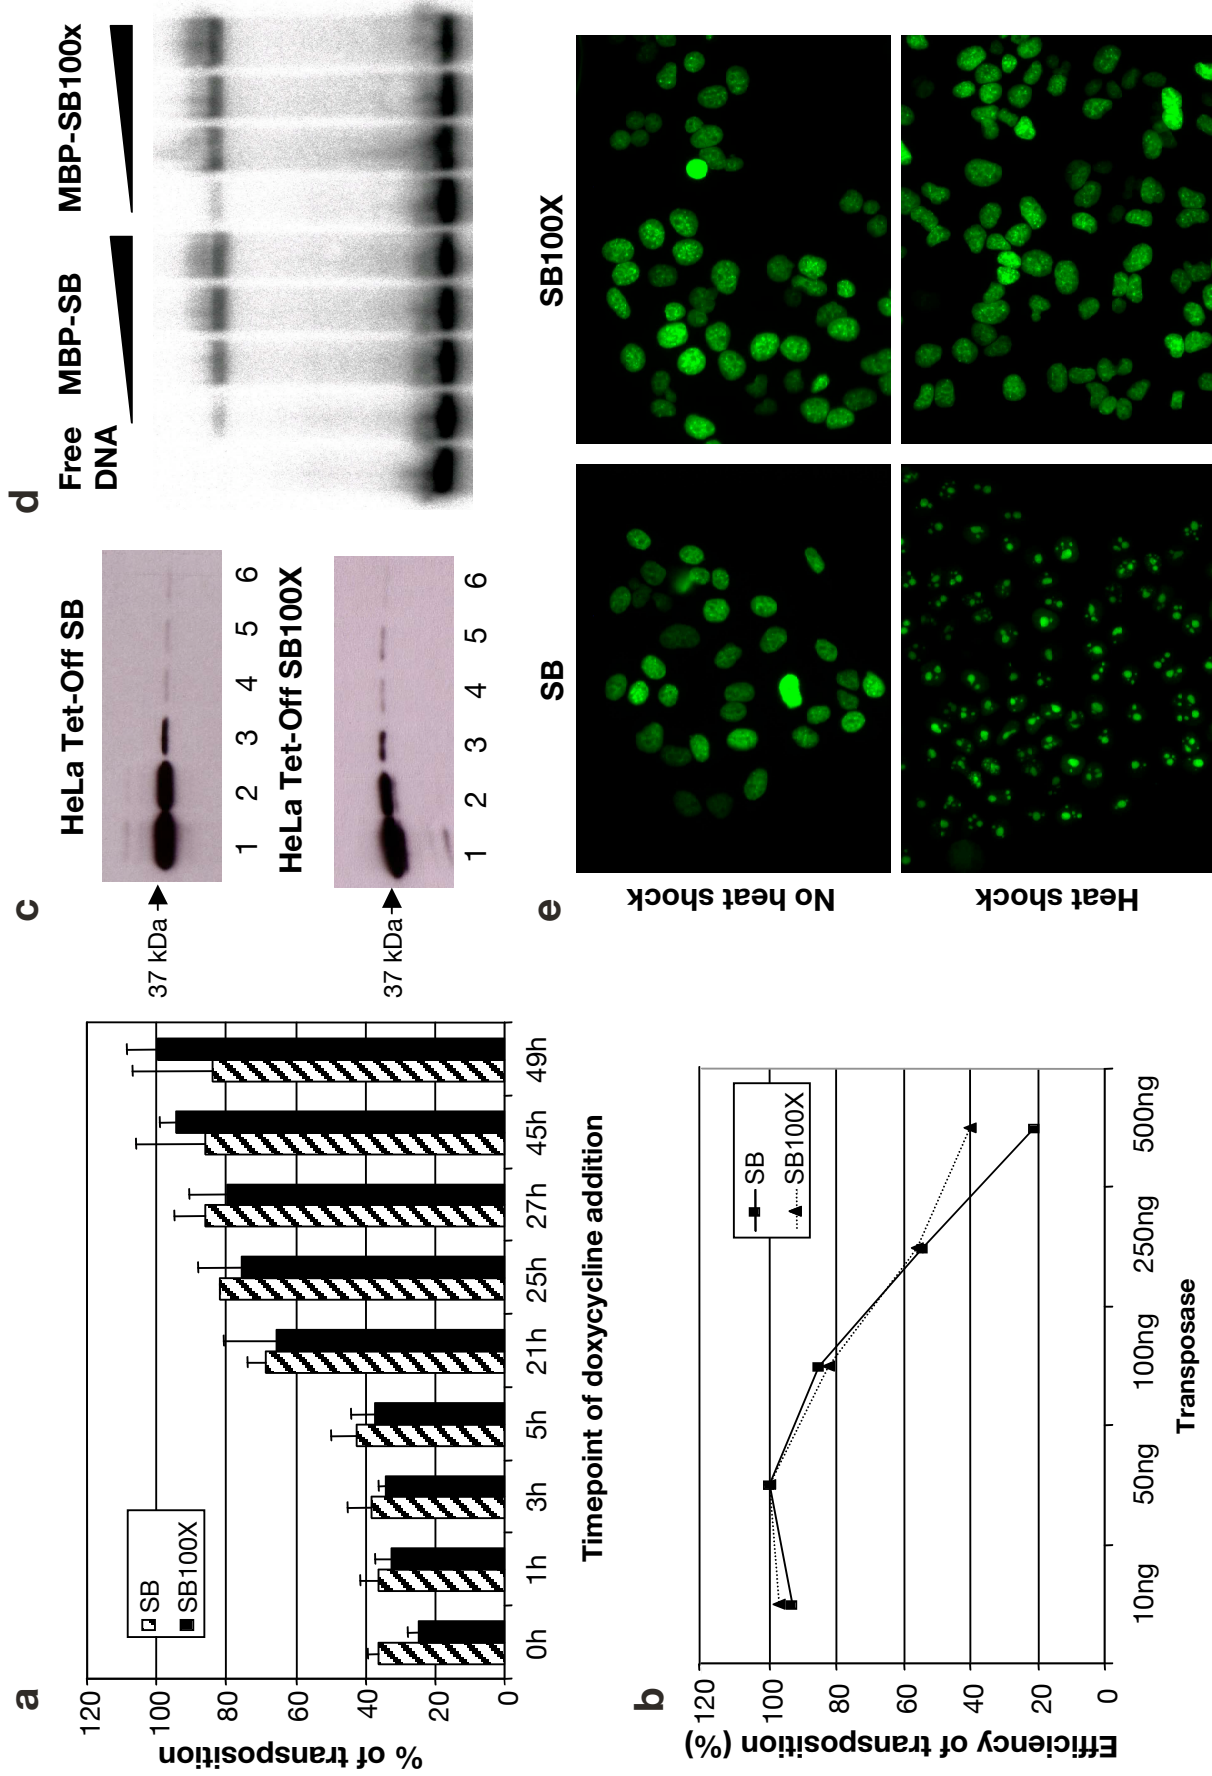 a
120
100
80
60
40
20
0
% of transposition
SB
SB100X
0h 1h 3h 5h 21h 25h 27h 45h 49h
Timepoint of doxycycline addition
b
120
100
80
60
40
20
0
Efficiency of transposition (%)
SB
SB100X
10ng 50ng 100ng 250ng 500ng
Transposase
c
HeLa Tet-Off SB
37 kDa
1 2 3 4 5 6
HeLa Tet-Off SB100X
37 kDa
1 2 3 4 5 6
d
Free DNA
MBP-SB
MBP-SB100x
e
SB
SB100X
No heat shock
Heat shock